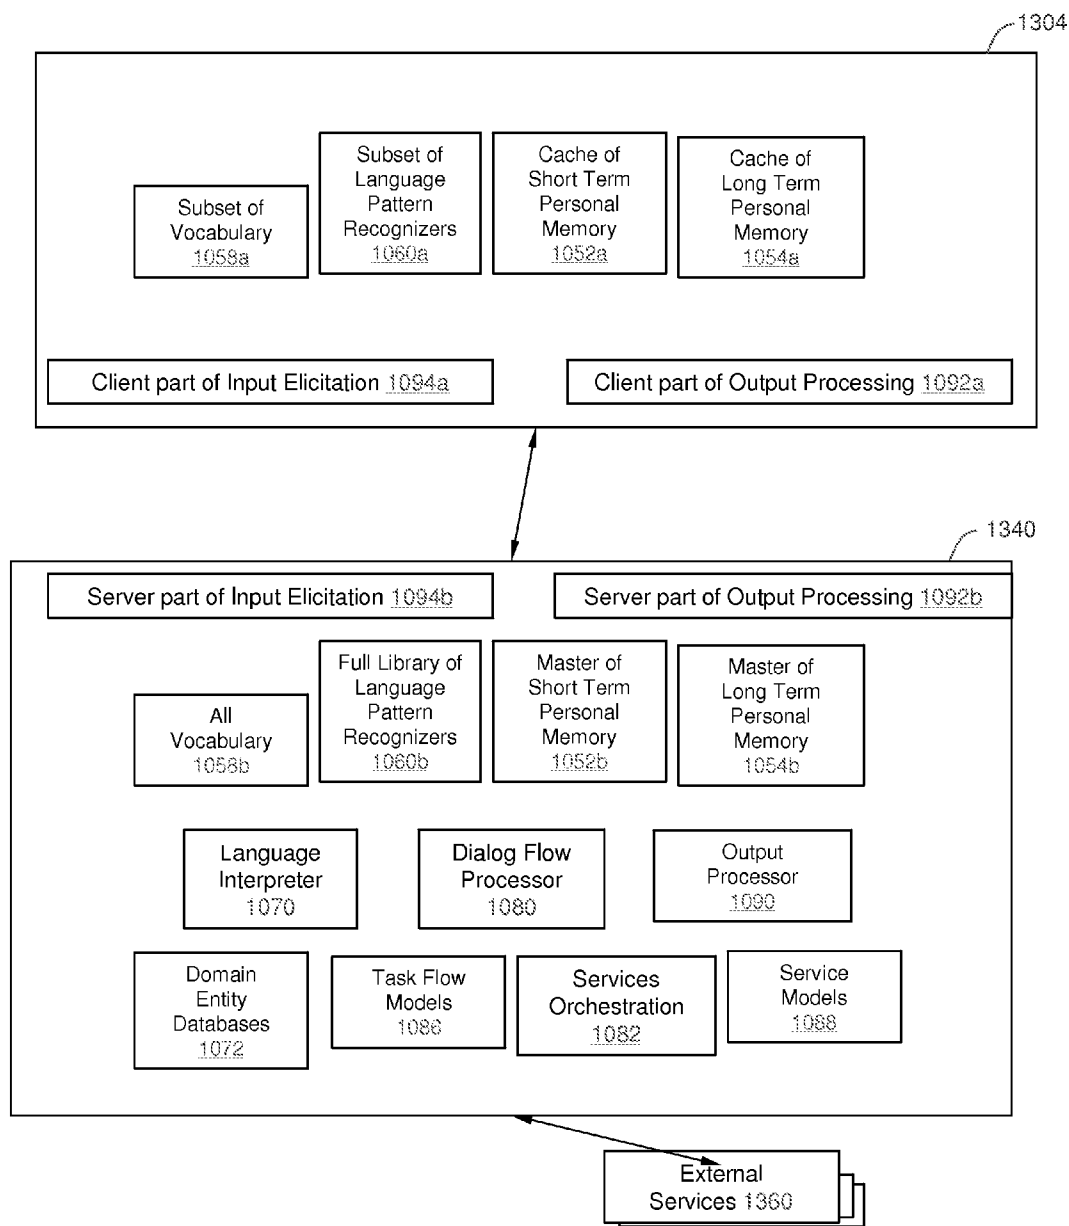 1304
Subset of
Vocabulary
1058a
Subset of
Language
Pattern
Recognizers
1060a
Cache of
Short Term
Personal
Memory
1052a
Cache of
Long Term
Personal
Memory
1054a
Client part of Input Elicitation 1094a
Client part of Output Processing 1092a
1340
Server part of Input Elicitation 1094b
Server part of Output Processing 1092b
All
Vocabulary
1058b
Full Library of
Language
Pattern
Recognizers
1060b
Master of
Short Term
Personal
Memory
1052b
Master of
Long Term
Personal
Memory
1054b
Language
Interpreter
1070
Dialog Flow
Processor
1080
Output
Processor
1090
Domain
Entity
Databases
1072
Task Flow
Models
1086
Services
Orchestration
1082
Service
Models
1088
External
Services 1360